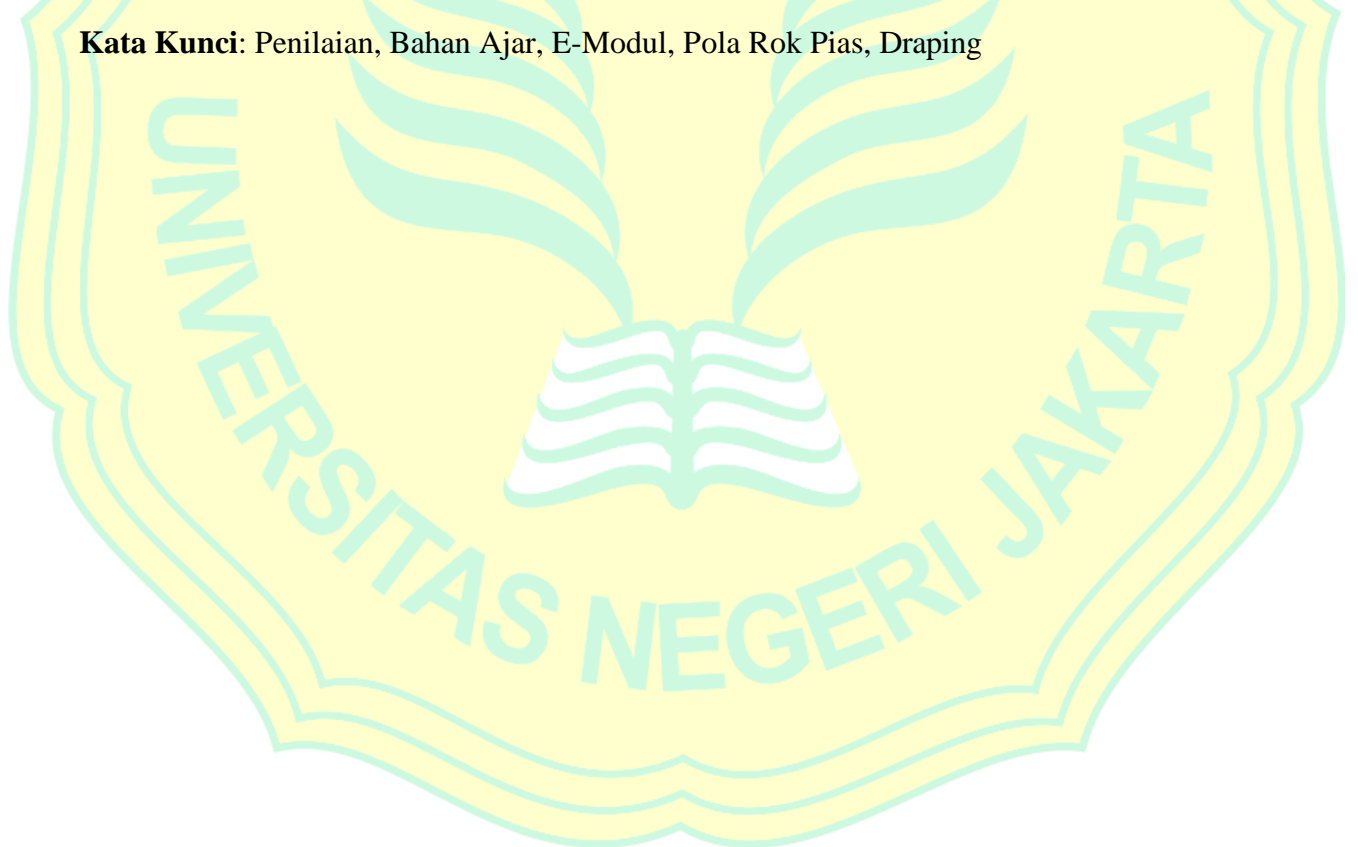 Kata Kunci: Penilaian, Bahan Ajar, E-Modul, Pola Rok Pias, Draping
UNIVERSITAS NEGERI JAKARTA